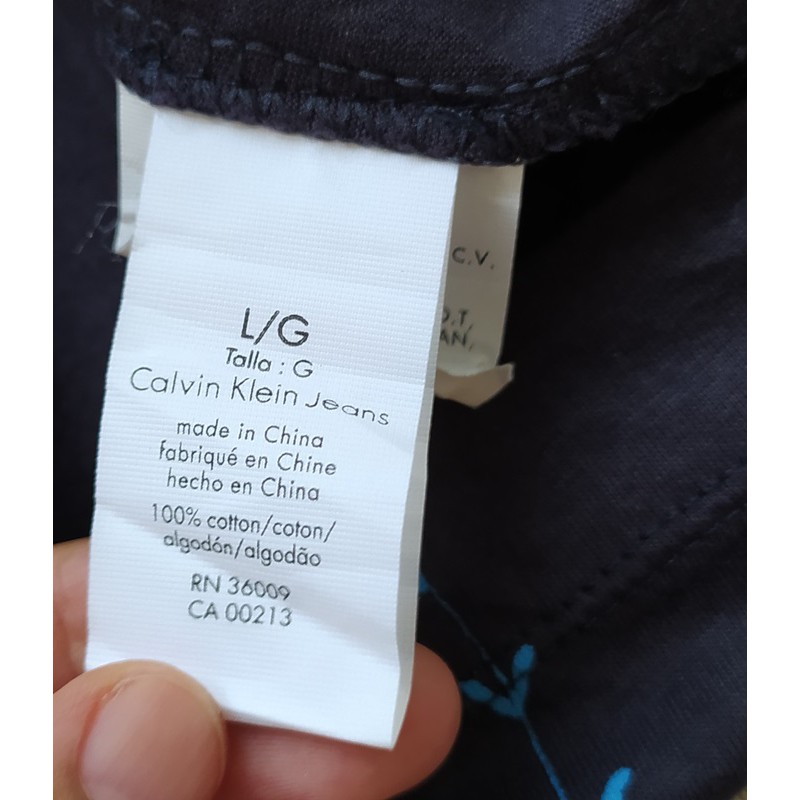 L/G
Talla : G
Calvin Klein Jeans
made in China
fabriqué en Chine
hecho en China
100% cotton/coton/
algodón/algodão
RN 36009
CA 00213
C.V.